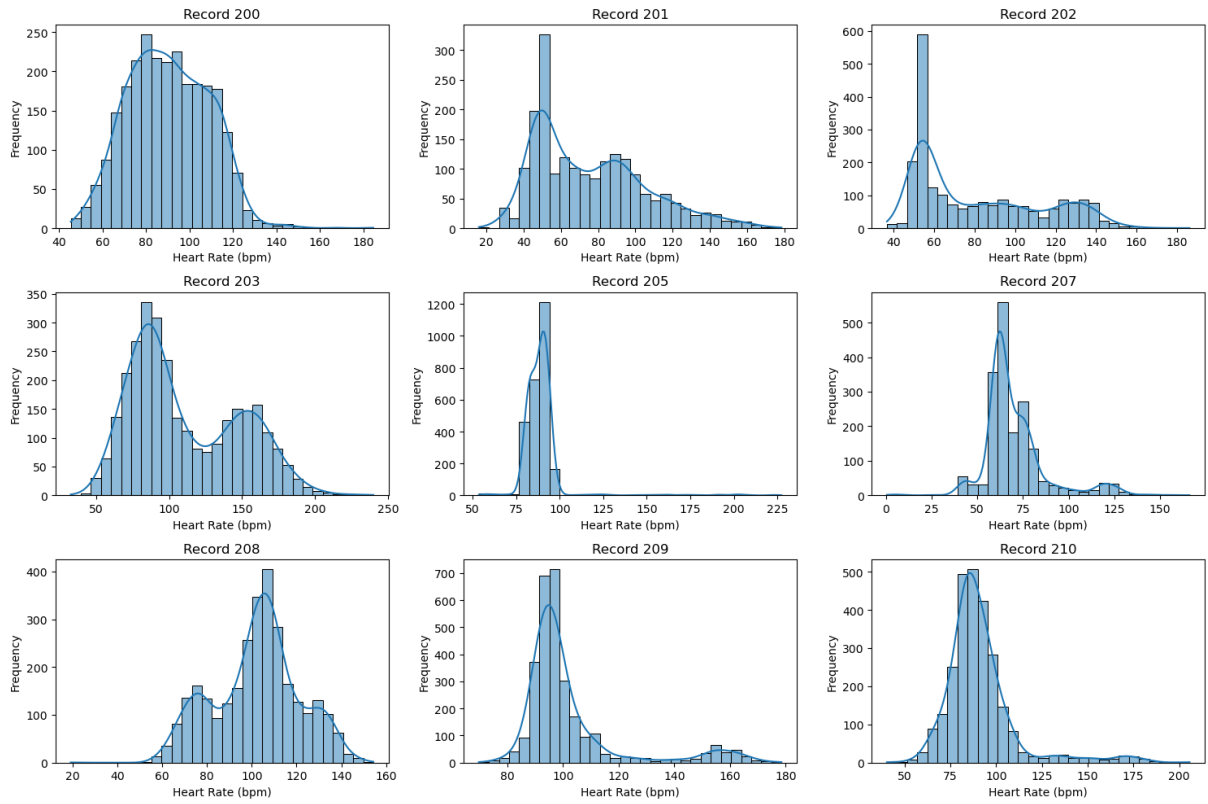 Record 200
Frequency
250
200
150
100
50
0
40 60 80 100 120 140 160 180
Heart Rate (bpm)
Record 201
Frequency
300
250
200
150
100
50
0
20 40 60 80 100 120 140 160 180
Heart Rate (bpm)
Record 202
Frequency
600
500
400
300
200
100
0
40 60 80 100 120 140 160 180
Heart Rate (bpm)
Record 203
Frequency
350
300
250
200
150
100
50
0
50 100 150 200 250
Heart Rate (bpm)
Record 205
Frequency
1200
1000
800
600
400
200
0
50 75 100 125 150 175 200 225
Heart Rate (bpm)
Record 207
Frequency
500
400
300
200
100
0
0 25 50 75 100 125 150
Heart Rate (bpm)
Record 208
Frequency
400
300
200
100
0
20 40 60 80 100 120 140 160
Heart Rate (bpm)
Record 209
Frequency
700
600
500
400
300
200
100
0
80 100 120 140 160 180
Heart Rate (bpm)
Record 210
Frequency
500
400
300
200
100
0
50 75 100 125 150 175 200
Heart Rate (bpm)